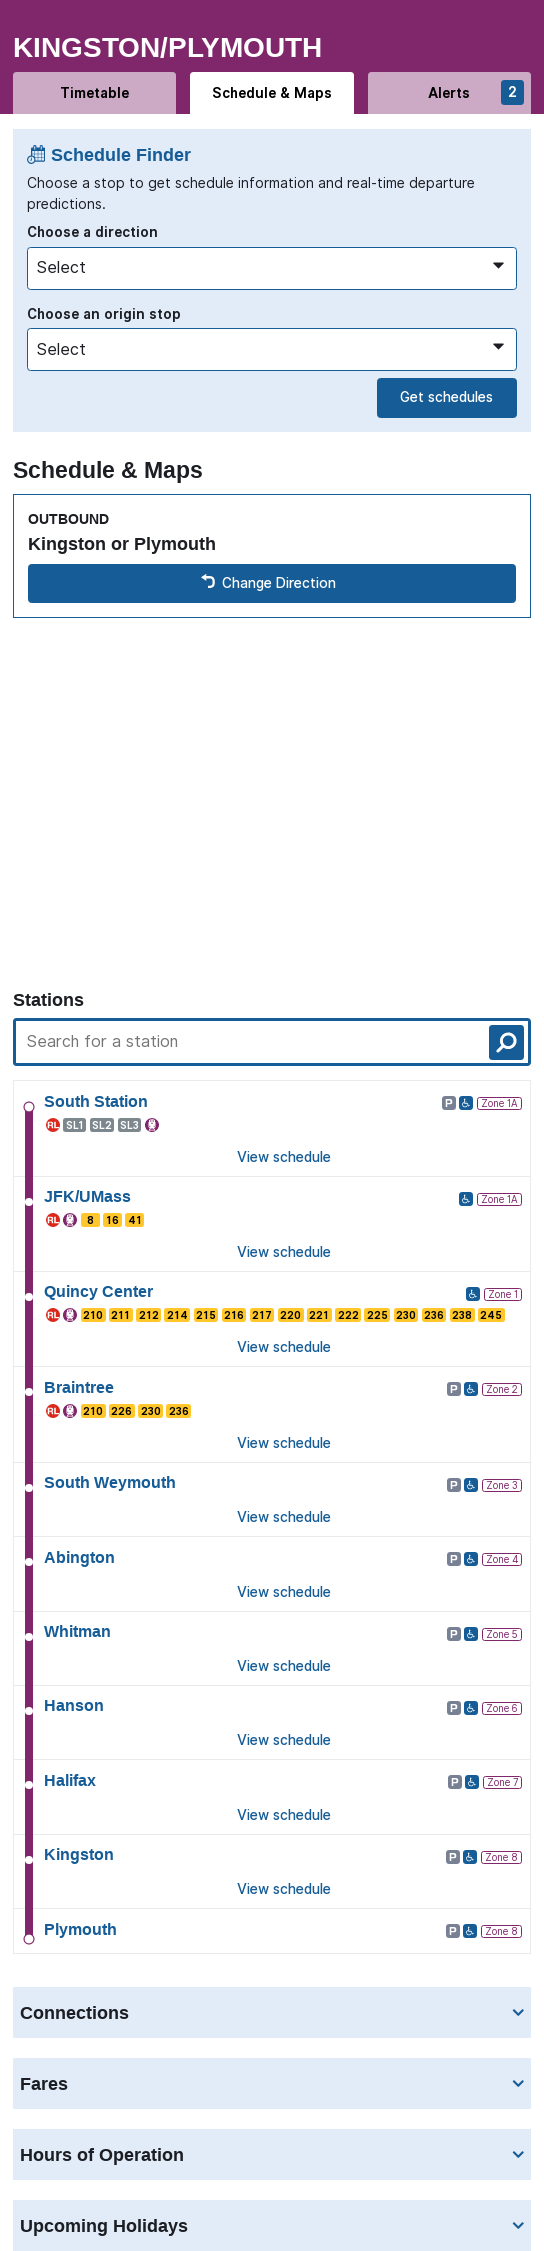 KINGSTON/PLYMOUTH
Timetable
Schedule & Maps
Alerts 2
Schedule Finder
Choose a stop to get schedule information and real-time departure
predictions.
Choose a direction
Select
Choose an origin stop
Select
Get schedules
Schedule & Maps
OUTBOUND
Kingston or Plymouth
Change Direction
Stations
Search for a station
South Station P Zone 1A
RL SL1 SL2 SL3
View schedule
JFK/UMass Zone 1A
RL 8 16 41
View schedule
Quincy Center Zone 1
RL 210 211 212 214 215 216 217 220 221 222 225 230 236 238 245
View schedule
Braintree P Zone 2
RL 210 226 230 236
View schedule
South Weymouth P Zone 3
View schedule
Abington P Zone 4
View schedule
Whitman P Zone 5
View schedule
Hanson P Zone 6
View schedule
Halifax P Zone 7
View schedule
Kingston P Zone 8
View schedule
Plymouth P Zone 8
Connections
Fares
Hours of Operation
Upcoming Holidays